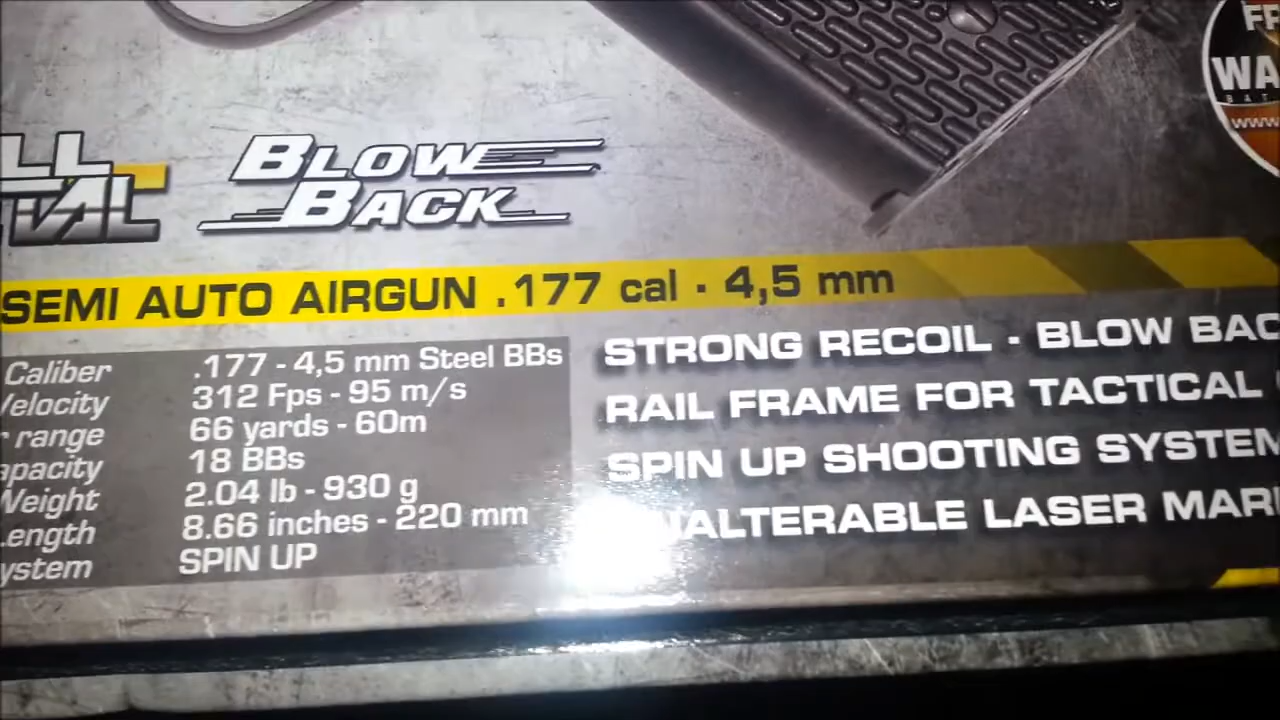 FR
WA
www
LL
BLOW
BACK
SEMI AUTO AIRGUN .177 cal · 4,5 mm
Caliber .177 - 4,5 mm Steel BBs
Velocity 312 Fps - 95 m/s
r range 66 yards - 60m
apacity 18 BBs
Weight 2.04 lb - 930 g
Length 8.66 inches - 220 mm
ystem SPIN UP
STRONG RECOIL - BLOW BAC
RAIL FRAME FOR TACTICAL
SPIN UP SHOOTING SYSTEM
NALTERABLE LASER MAR